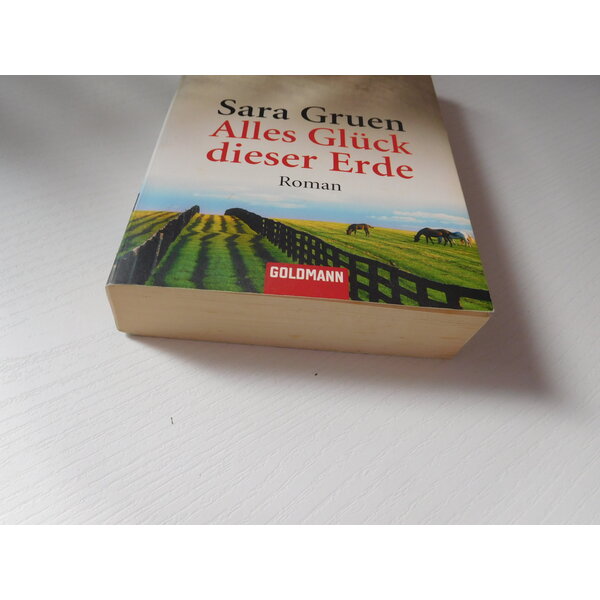 Sara Gruen
Alles Glück
dieser Erde
Roman
GOLDMANN